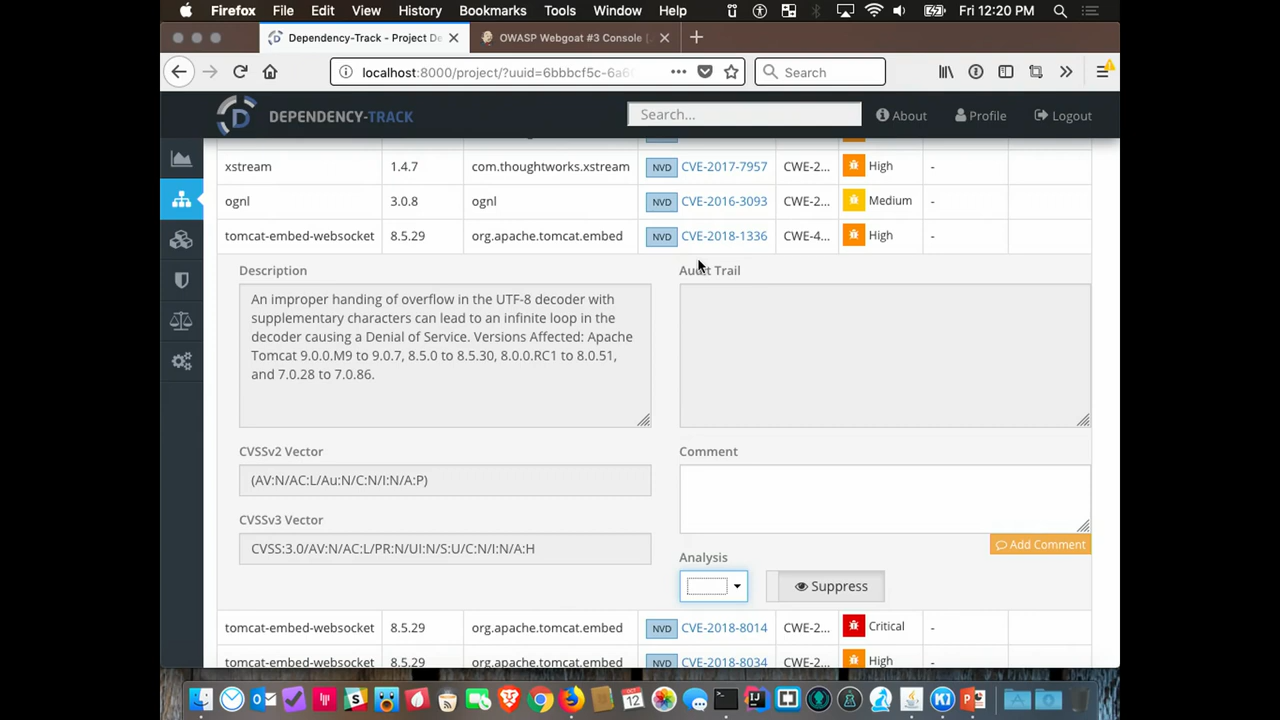 Firefox File Edit View History Bookmarks Tools Window Help Fri 12:20 PM
Dependency-Track - Project De
OWASP Webgoat #3 Console [
localhost:8000/project/?uuid=6bbbcf5c-6a6
Search
DEPENDENCY-TRACK
Search...
About
Profile
Logout
xstream 1.4.7 com.thoughtworks.xstream NVD CVE-2017-7957 CWE-2... High -
ognl 3.0.8 ognl NVD CVE-2016-3093 CWE-2... Medium -
tomcat-embed-websocket 8.5.29 org.apache.tomcat.embed NVD CVE-2018-1336 CWE-4... High -
Description
An improper handing of overflow in the UTF-8 decoder with
supplementary characters can lead to an infinite loop in the
decoder causing a Denial of Service. Versions Affected: Apache
Tomcat 9.0.0.M9 to 9.0.7, 8.5.0 to 8.5.30, 8.0.0.RC1 to 8.0.51,
and 7.0.28 to 7.0.86.
CVSSv2 Vector
(AV:N/AC:L/Au:N/C:N/I:N/A:P)
CVSSv3 Vector
CVSS:3.0/AV:N/AC:L/PR:N/UI:N/S:U/C:N/I:N/A:H
Audit Trail
Comment
Add Comment
Analysis
Suppress
tomcat-embed-websocket 8.5.29 org.apache.tomcat.embed NVD CVE-2018-8014 CWE-2... Critical -
tomcat-embed-websocket 8.5.29 org.apache.tomcat.embed NVD CVE-2018-8034 CWE-2... High -